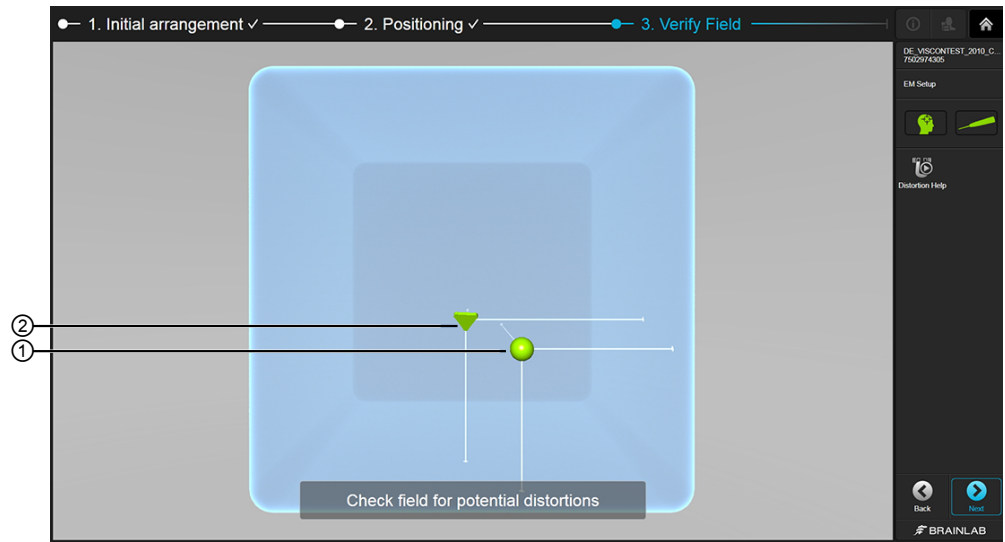 1. Initial arrangement ✓
2. Positioning ✓
3. Verify Field
DE_VISCONTEST_2010_C...
7502974305
EM Setup
Distortion Help
②
①
Check field for potential distortions
Back
Next
BRAINLAB